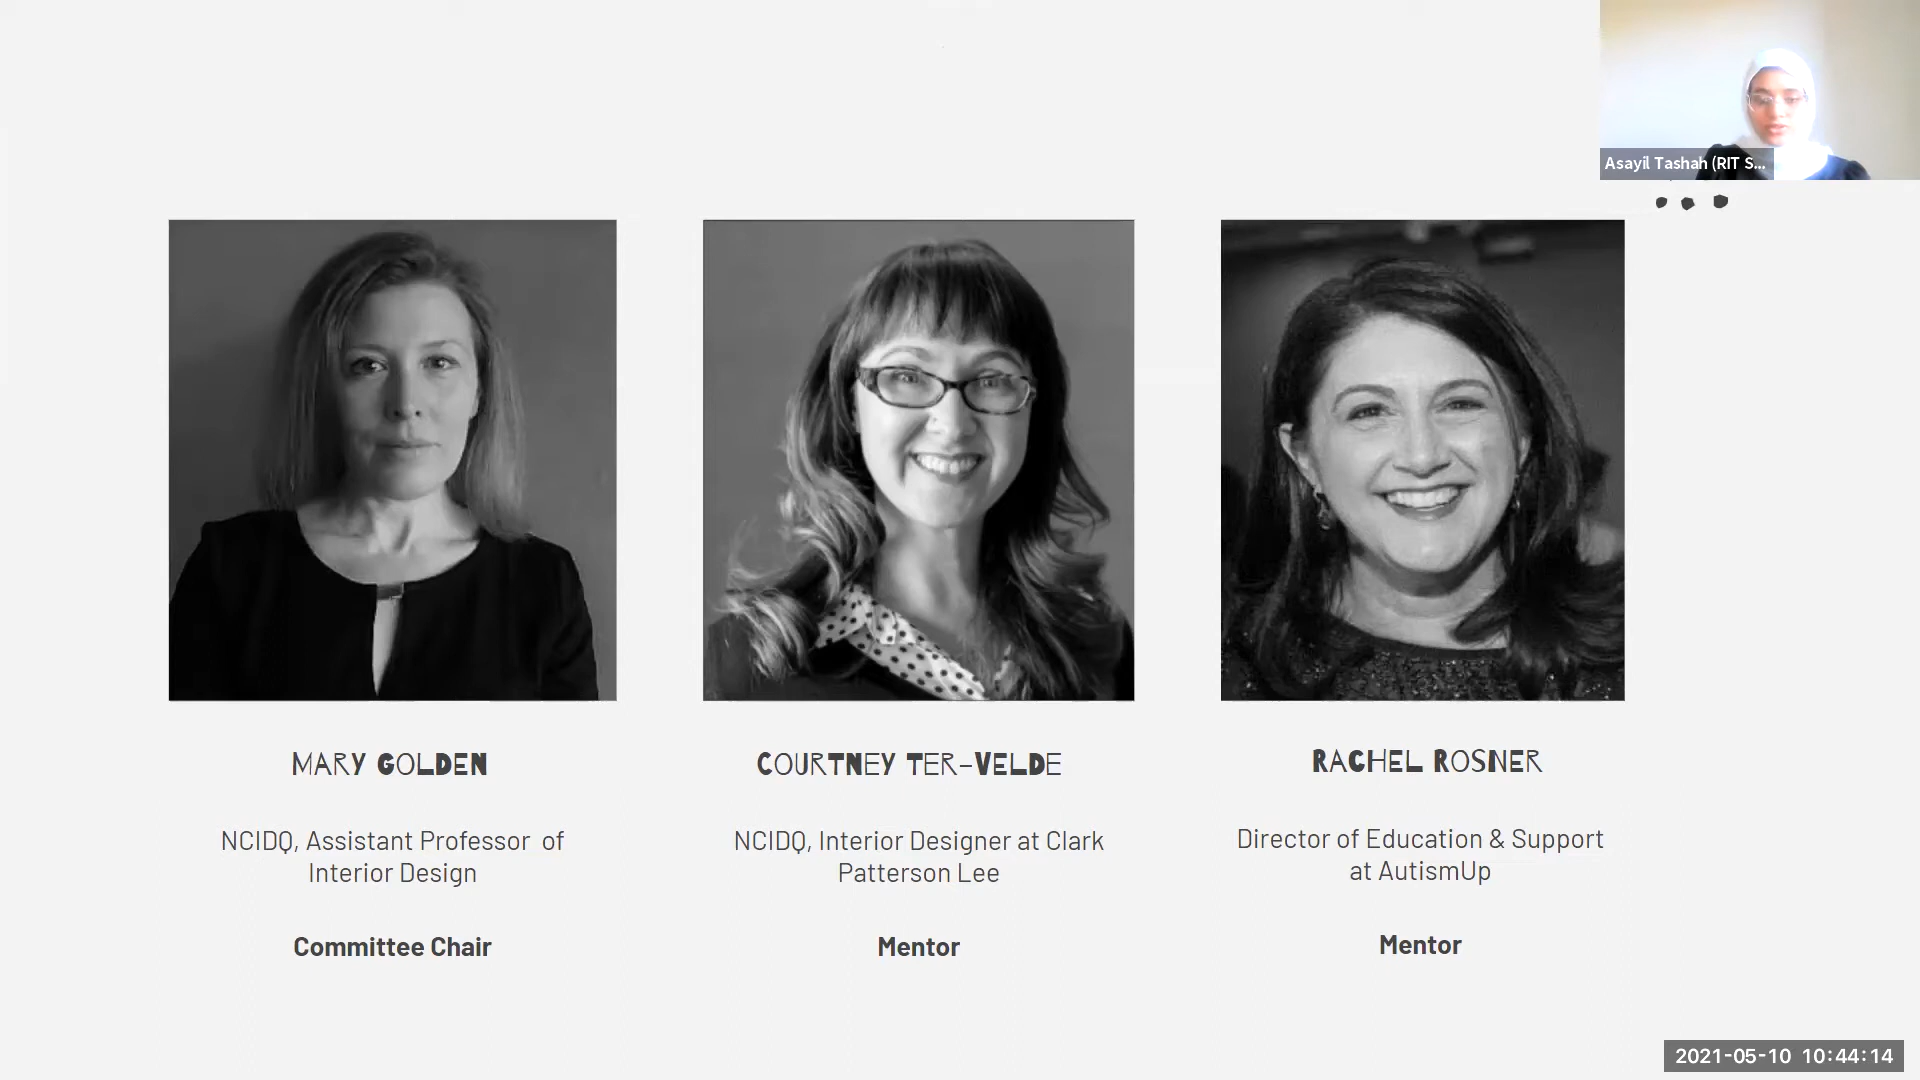 Asayil Tashah (RIT S...
MARY GOLDEN
NCIDQ, Assistant Professor of
Interior Design
Committee Chair
COURTNEY TER-VELDE
NCIDQ, Interior Designer at Clark
Patterson Lee
Mentor
RACHEL ROSNER
Director of Education & Support
at AutismUp
Mentor
2021-05-10 10:44:14